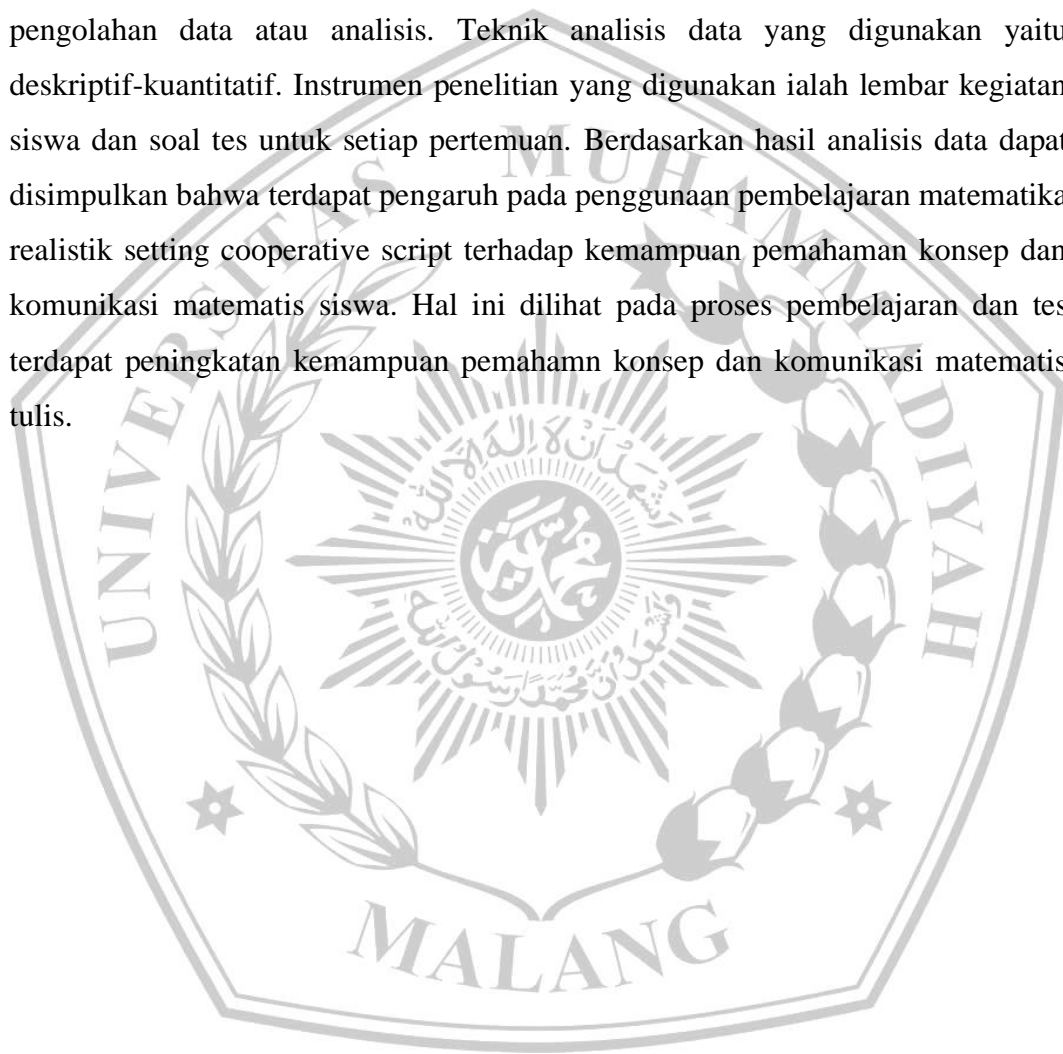 pengolahan data atau analisis. Teknik analisis data yang digunakan yaitu
deskriptif-kuantitatif. Instrumen penelitian yang digunakan ialah lembar kegiatan
siswa dan soal tes untuk setiap pertemuan. Berdasarkan hasil analisis data dapat
disimpulkan bahwa terdapat pengaruh pada penggunaan pembelajaran matematika
realistik setting cooperative script terhadap kemampuan pemahaman konsep dan
komunikasi matematis siswa. Hal ini dilihat pada proses pembelajaran dan tes
terdapat peningkatan kemampuan pemahamn konsep dan komunikasi matematis
tulis.
UNIVERSITAS MUHAMMADIYAH
MALANG